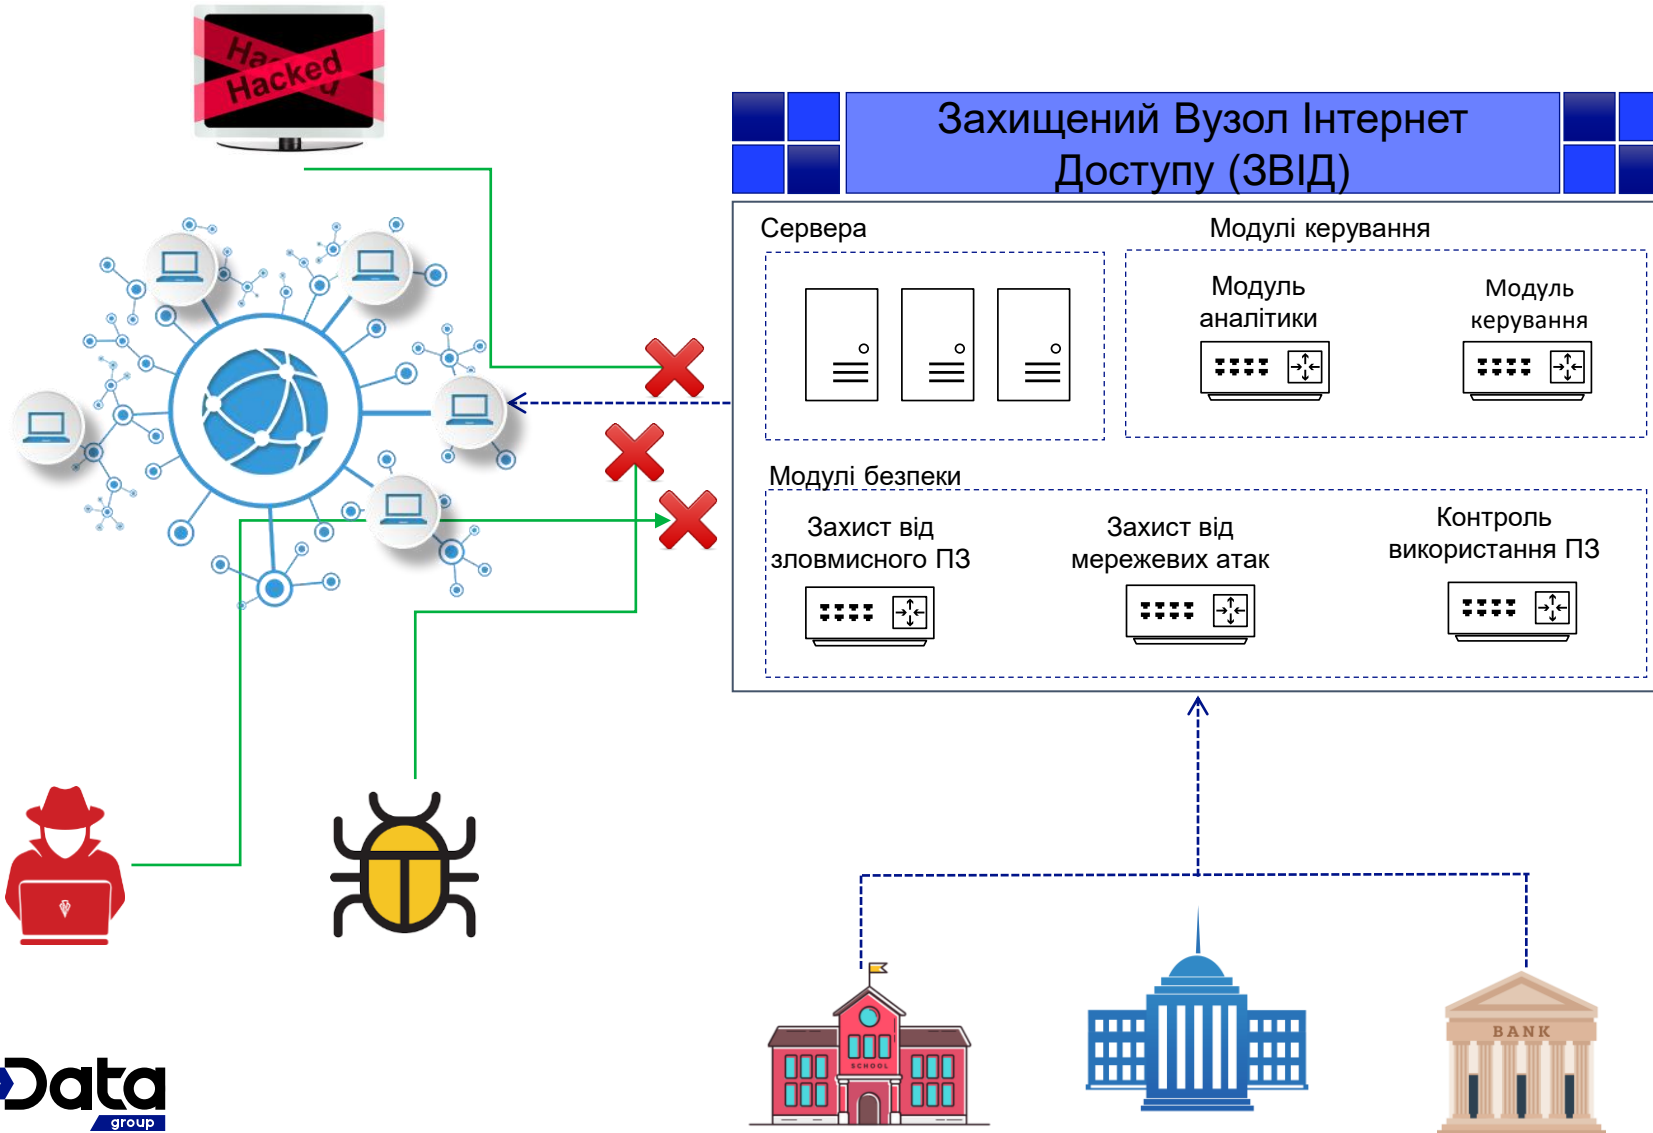 Hacked
Hacked
Захищений Вузол Інтернет
Доступу (ЗВІД)
Сервера
Модулі керування
Модуль
аналітики
Модуль
керування
Модулі безпеки
Захист від
зловмисного ПЗ
Захист від
мережевих атак
Контроль
використання ПЗ
SCHOOL
BANK
Data
group